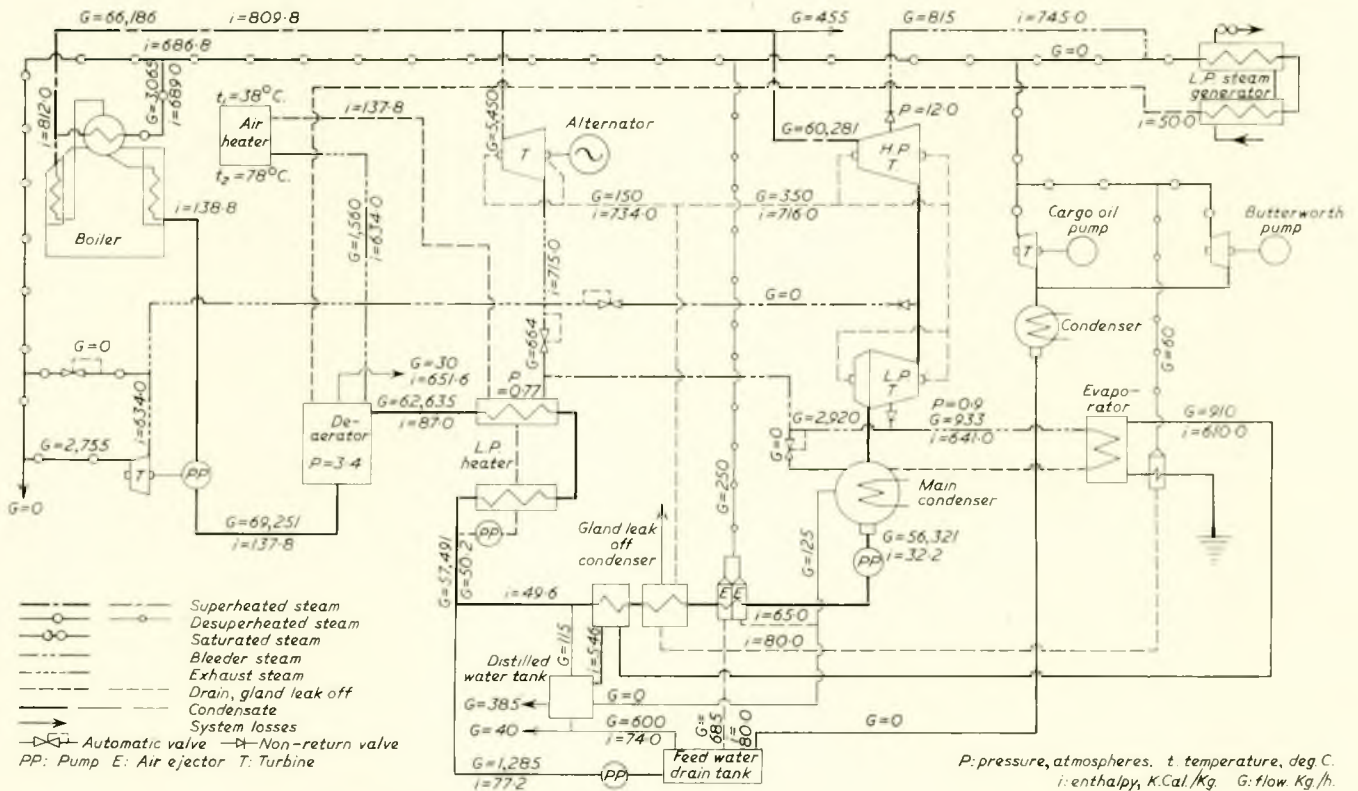 G=66,186
i=809·8
G=455
G=815
i=745·0
i=686·8
G=0
i=812·0
G=3065
i=689·0
t₁=38°C.
i=137·8
Air
heater
t₂=78°C.
G=5,450
Alternator
G=60,281
P=12·0
H.P
T
T
L.P. steam
generator
i=50·0
G=150
i=734·0
G=350
i=716·0
i=138·8
Boiler
G=1,560
i=634·0
i=715·0
Cargo oil
pump
Butterworth
pump
T
G=0
G=0
G=664
Condenser
G=60
G=30
i=651·6
P
=0·77
L.P
T
i=634·0
G=62,635
i=87·0
De-
aerator
P=3·4
L.P.
heater
G=2,920
P=0·9
G=933
i=641·0
Evapo-
rator
G=910
i=610·0
G=2,755
T
PP
G=0
G=0
G=250
Main
condenser
G=69,251
i=137·8
PP
Gland leak
off
condenser
G=125
G=56,321
i=32·2
PP
G=57,491
G=50·2
i=49·6
E E
i=65·0
i=80·0
G=115
i=546
Distilled
water tank
G=385
G=0
G=40
G=600
i=74·0
G=
685
i=
80·0
G=0
Feed water
drain tank
G=1,285
i=77·2
PP
Superheated steam
Desuperheated steam
Saturated steam
Bleeder steam
Exhaust steam
Drain, gland leak off
Condensate
System losses
Automatic valve Non-return valve
PP: Pump E: Air ejector T: Turbine
P: pressure, atmospheres. t. temperature, deg. C.
i: enthalpy, K.Cal./Kg. G: flow. Kg./h.